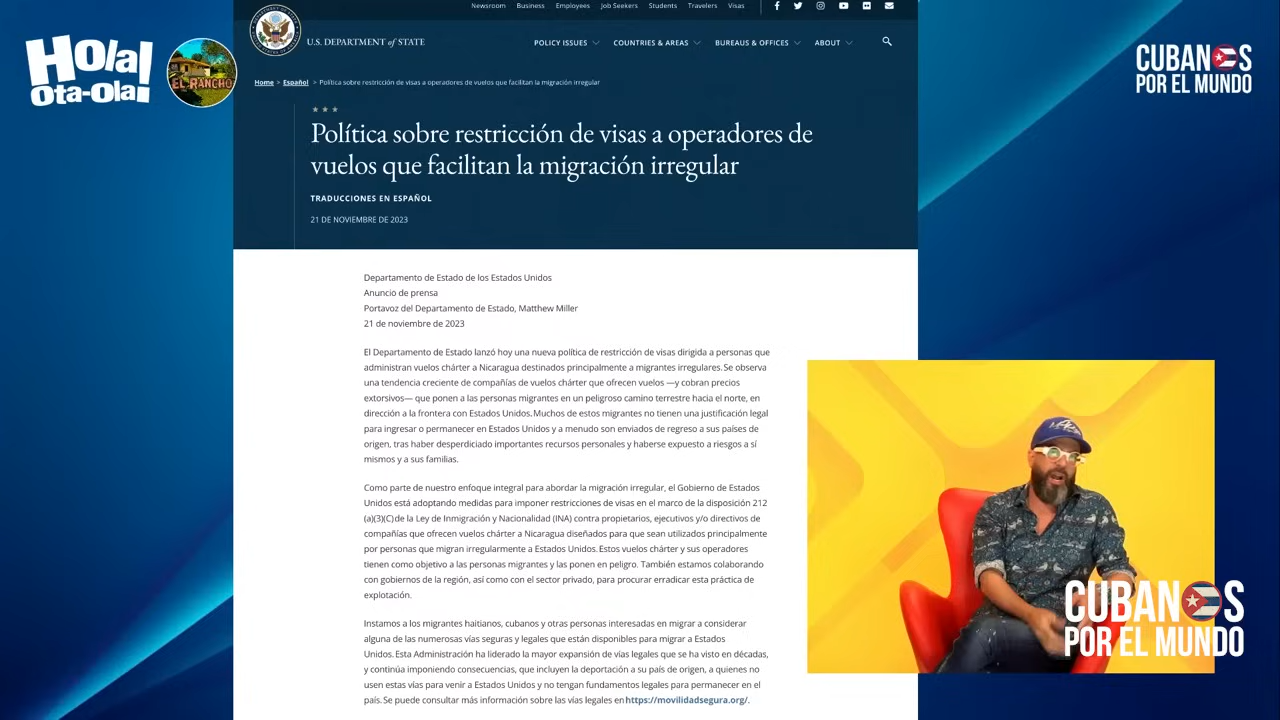 Newsroom Business Employees Job Seekers Students Travelers Visas
Hola!
Ota-Ola!
EL RANCHO
U.S. DEPARTMENT of STATE
POLICY ISSUES COUNTRIES & AREAS BUREAUS & OFFICES ABOUT
CUBANOS
POR EL MUNDO
Home > Español > Política sobre restricción de visas a operadores de vuelos que facilitan la migración irregular
Política sobre restricción de visas a operadores de
vuelos que facilitan la migración irregular
TRADUCCIONES EN ESPAÑOL
21 DE NOVIEMBRE DE 2023
Departamento de Estado de los Estados Unidos
Anuncio de prensa
Portavoz del Departamento de Estado, Matthew Miller
21 de noviembre de 2023
El Departamento de Estado lanzó hoy una nueva política de restricción de visas dirigida a personas que
administran vuelos chárter a Nicaragua destinados principalmente a migrantes irregulares. Se observa
una tendencia creciente de compañías de vuelos chárter que ofrecen vuelos —y cobran precios
extorsivos— que ponen a las personas migrantes en un peligroso camino terrestre hacia el norte, en
dirección a la frontera con Estados Unidos. Muchos de estos migrantes no tienen una justificación legal
para ingresar o permanecer en Estados Unidos y a menudo son enviados de regreso a sus países de
origen, tras haber desperdiciado importantes recursos personales y haberse expuesto a riesgos a sí
mismos y a sus familias.
Como parte de nuestro enfoque integral para abordar la migración irregular, el Gobierno de Estados
Unidos está adoptando medidas para imponer restricciones de visas en el marco de la disposición 212
(a)(3)(C) de la Ley de Inmigración y Nacionalidad (INA) contra propietarios, ejecutivos y/o directivos de
compañías que ofrecen vuelos chárter a Nicaragua diseñados para que sean utilizados principalmente
por personas que migran irregularmente a Estados Unidos. Estos vuelos chárter y sus operadores
tienen como objetivo a las personas migrantes y las ponen en peligro. También estamos colaborando
con gobiernos de la región, así como con el sector privado, para procurar erradicar esta práctica de
explotación.
Instamos a los migrantes haitianos, cubanos y otras personas interesadas en migrar a considerar
alguna de las numerosas vías seguras y legales que están disponibles para migrar a Estados
Unidos. Esta Administración ha liderado la mayor expansión de vías legales que se ha visto en décadas,
y continúa imponiendo consecuencias, que incluyen la deportación a su país de origen, a quienes no
usen estas vías para venir a Estados Unidos y no tengan fundamentos legales para permanecer en el
país. Se puede consultar más información sobre las vías legales en https://movilidadsegura.org/.
CUBANOS
POR EL MUNDO